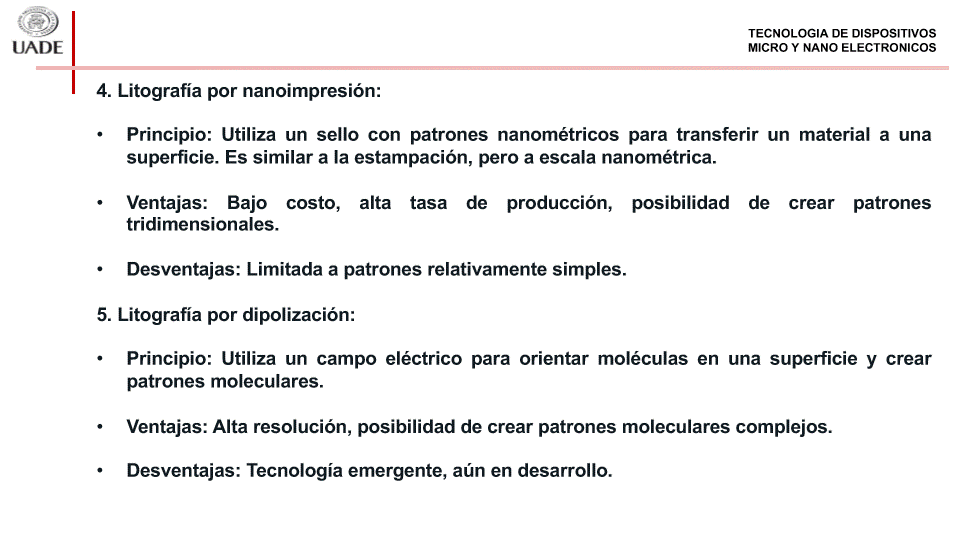 UADE
TECNOLOGIA DE DISPOSITIVOS
MICRO Y NANO ELECTRONICOS
4. Litografía por nanoimpresión:
• Principio: Utiliza un sello con patrones nanométricos para transferir un material a una
superficie. Es similar a la estampación, pero a escala nanométrica.
• Ventajas: Bajo costo, alta tasa de producción, posibilidad de crear patrones
tridimensionales.
• Desventajas: Limitada a patrones relativamente simples.
5. Litografía por dipolización:
• Principio: Utiliza un campo eléctrico para orientar moléculas en una superficie y crear
patrones moleculares.
• Ventajas: Alta resolución, posibilidad de crear patrones moleculares complejos.
• Desventajas: Tecnología emergente, aún en desarrollo.